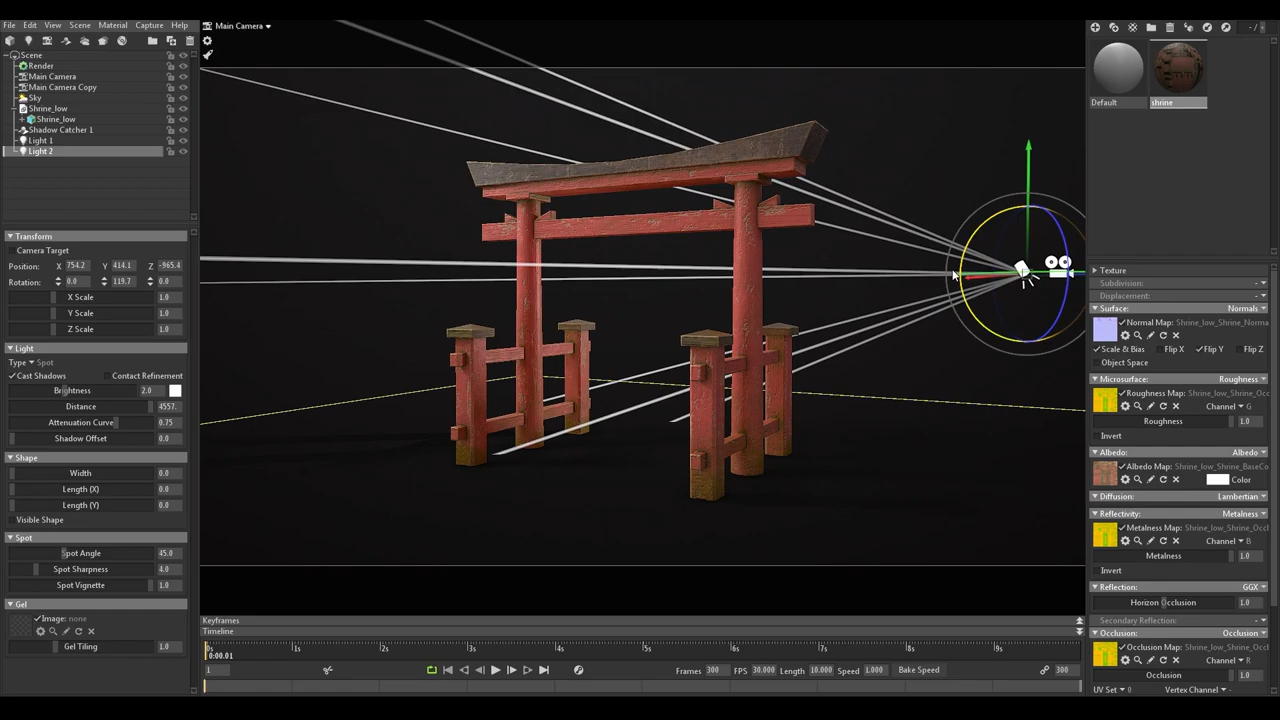 File Edit View Scene Material Capture Help
Main Camera
Scene
Render
Main Camera
Main Camera Copy
Sky
Shrine_low
Shrine_low
Shadow Catcher 1
Light 1
Light 2
Transform
Camera Target
Position: X 754.2 Y 414.1 Z -965.4
Rotation: 0.0 119.7 0.0
X Scale 1.0
Y Scale 1.0
Z Scale 1.0
Light
Type Spot
Cast Shadows Contact Refinement
Brightness 2.0
Distance 4557.
Attenuation Curve 0.75
Shadow Offset 0.0
Shape
Width 0.0
Length (X) 0.0
Length (Y) 0.0
Visible Shape
Spot
Spot Angle 45.0
Spot Sharpness 4.0
Spot Vignette 1.0
Gel
Image: none
Gel Tiling 1.0
Keyframes
Timeline
0s 1s 2s 3s 4s 5s 6s 7s 8s 9s
0:00.01
1 Frames 300 FPS 30.000 Length 10.000 Speed 1.000 Bake Speed 300
Default shrine
Texture
Subdivision:
Displacement:
Surface: Normals
Normal Map: Shrine_low_Shrine_Norma
Scale & Bias Flip X Flip Y Flip Z
Object Space
Microsurface: Roughness
Roughness Map: Shrine_low_Shrine_Occ
Channel G
Roughness 1.0
Invert
Albedo: Albedo
Albedo Map: Shrine_low_Shrine_BaseCo
Color
Diffusion: Lambertian
Reflectivity: Metalness
Metalness Map: Shrine_low_Shrine_Occl
Channel B
Metalness 1.0
Invert
Reflection: GGX
Horizon Occlusion 1.0
Secondary Reflection:
Occlusion: Occlusion
Occlusion Map: Shrine_low_Shrine_Occl
Channel R
Occlusion 1.0
UV Set 0 Vertex Channel